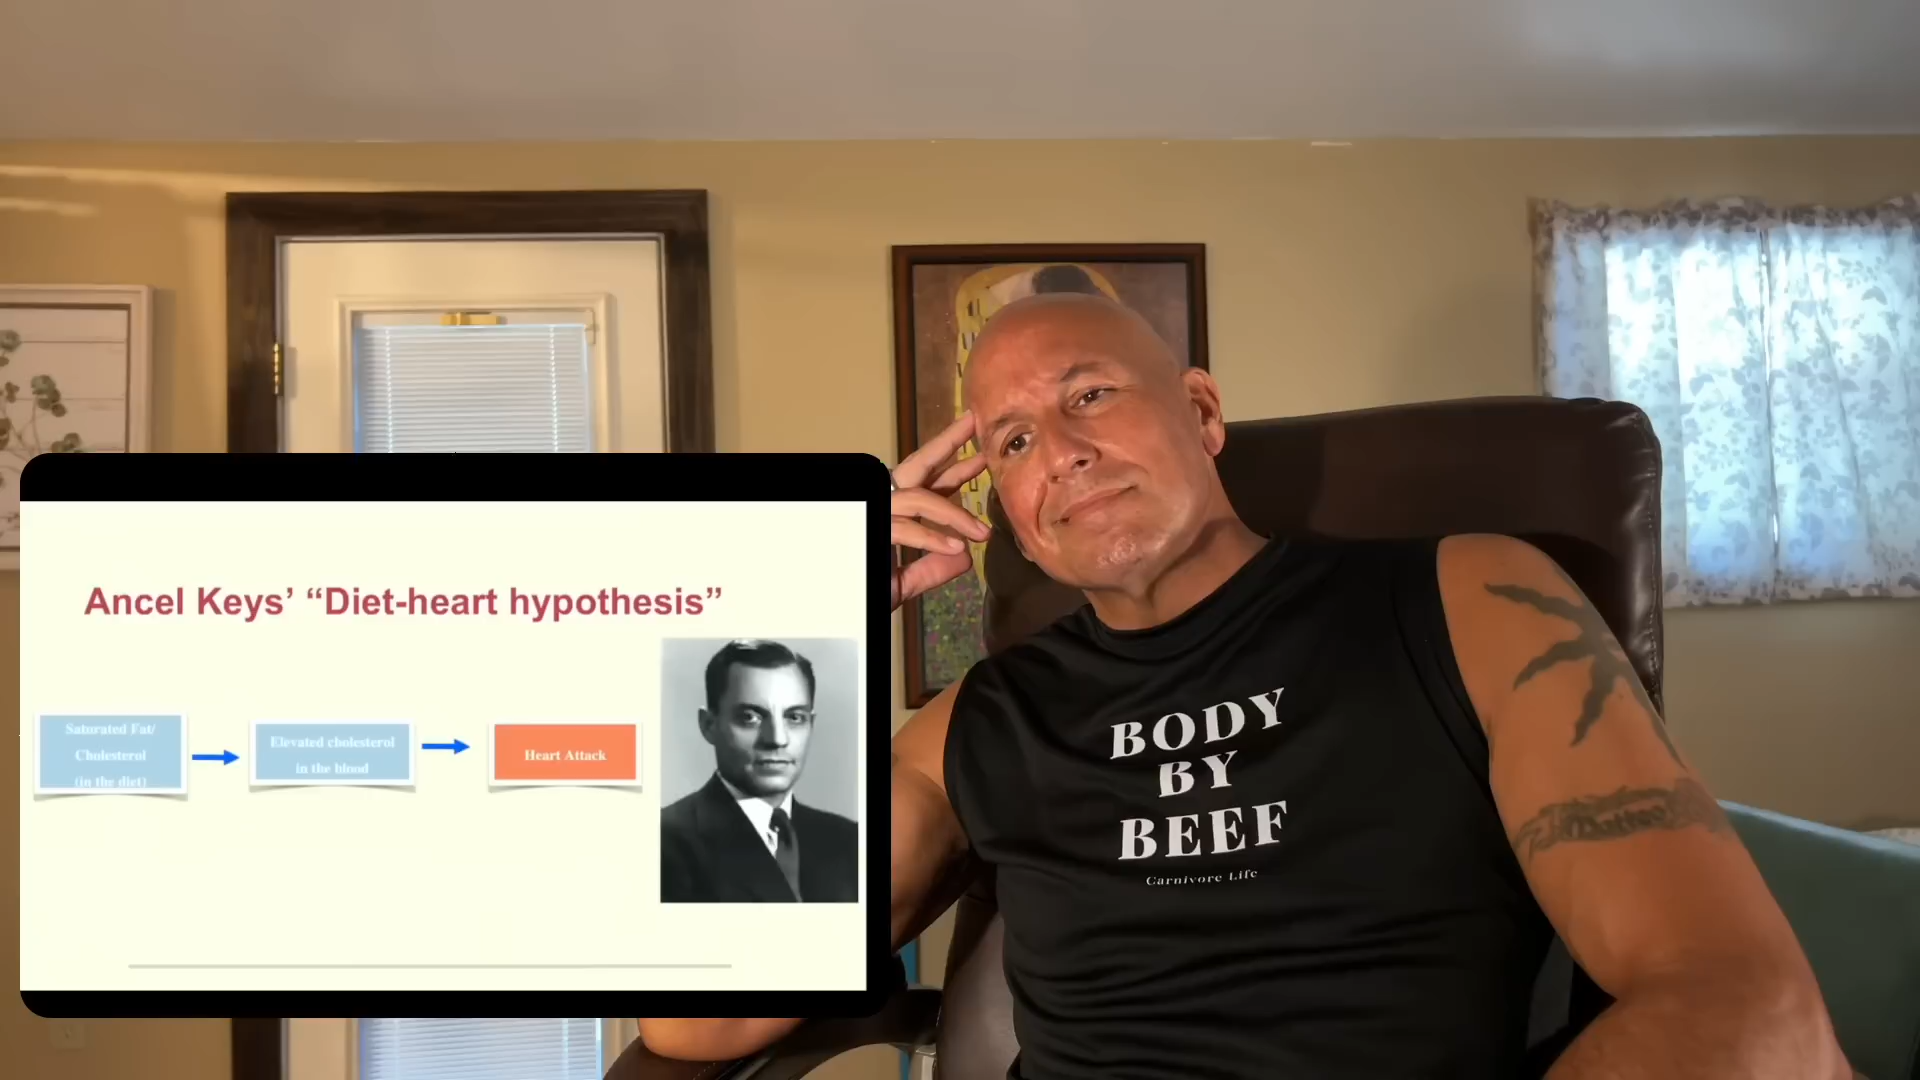 Ancel Keys’ “Diet-heart hypothesis”
Saturated Fat/
Cholesterol
(in the diet)
Elevated cholesterol
in the blood
Heart Attack
BODY
BY
BEEF
Carnivore Life